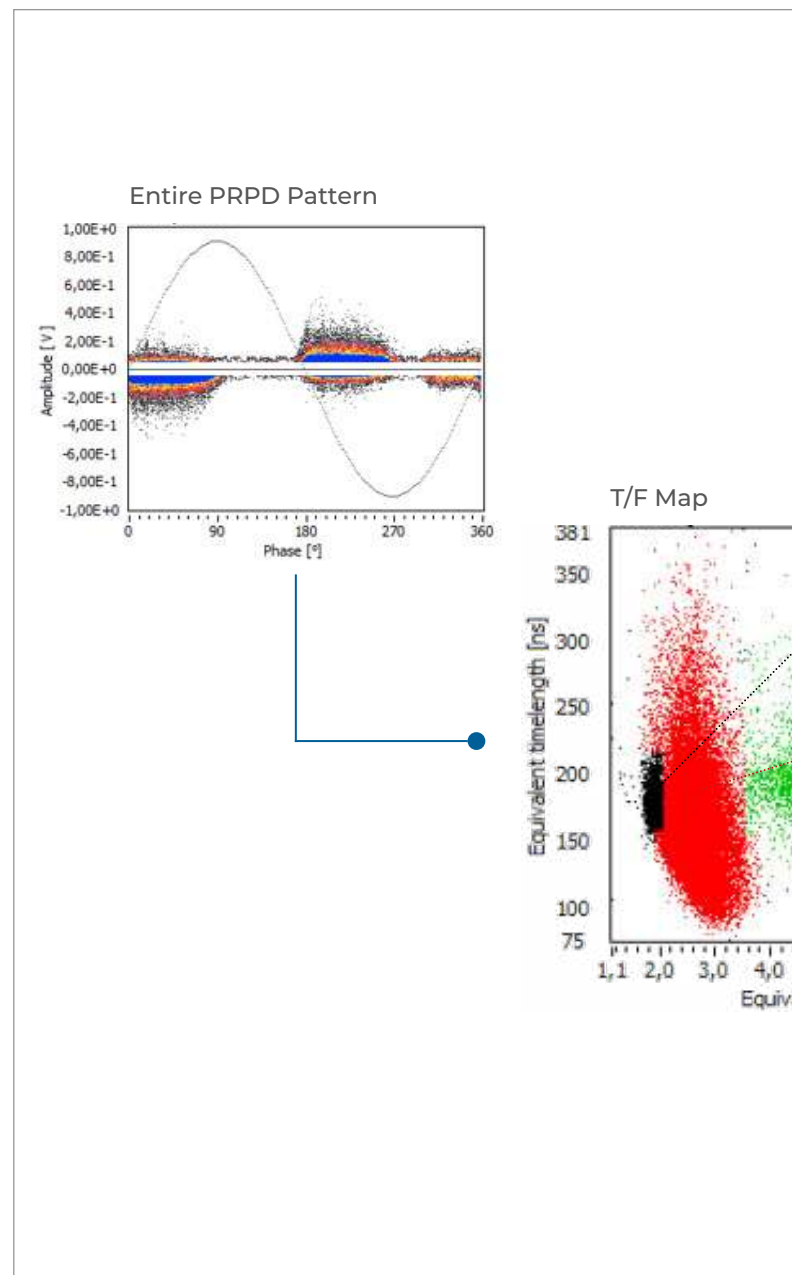 Entire PRPD Pattern
1,00E+0
8,00E-1
6,00E-1
4,00E-1
2,00E-1
0,00E+0
-2,00E-1
-4,00E-1
-6,00E-1
-8,00E-1
-1,00E+0
Amplitude [ V ]
0 90 180 270 360
Phase [°]
T/F Map
381
350
300
250
200
150
100
75
Equivalent timelength [ns]
1,1 2,0 3,0 4,0
Equiv